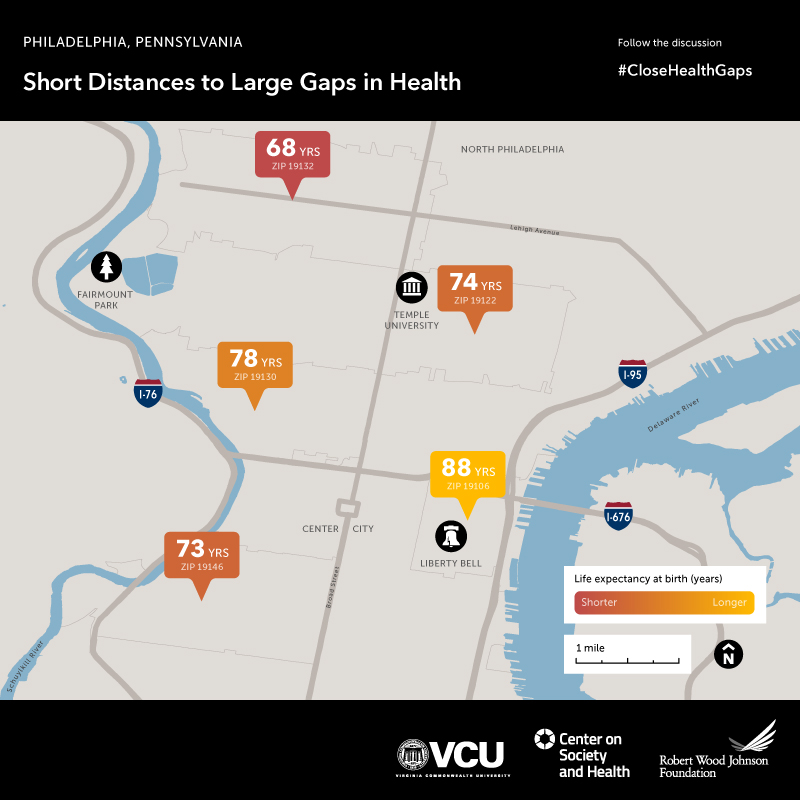 PHILADELPHIA, PENNSYLVANIA
Short Distances to Large Gaps in Health
Follow the discussion
#CloseHealthGaps
68 YRS
ZIP 19132
NORTH PHILADELPHIA
Lehigh Avenue
FAIRMOUNT
PARK
TEMPLE
UNIVERSITY
74 YRS
ZIP 19122
78 YRS
ZIP 19130
I-76
I-95
Delaware River
88 YRS
ZIP 19106
I-676
CENTER CITY
LIBERTY BELL
73 YRS
ZIP 19146
Broad Street
Schuylkill River
Life expectancy at birth (years)
Shorter Longer
1 mile
N
VCU
VIRGINIA COMMONWEALTH UNIVERSITY
Center on
Society
and Health
Robert Wood Johnson
Foundation